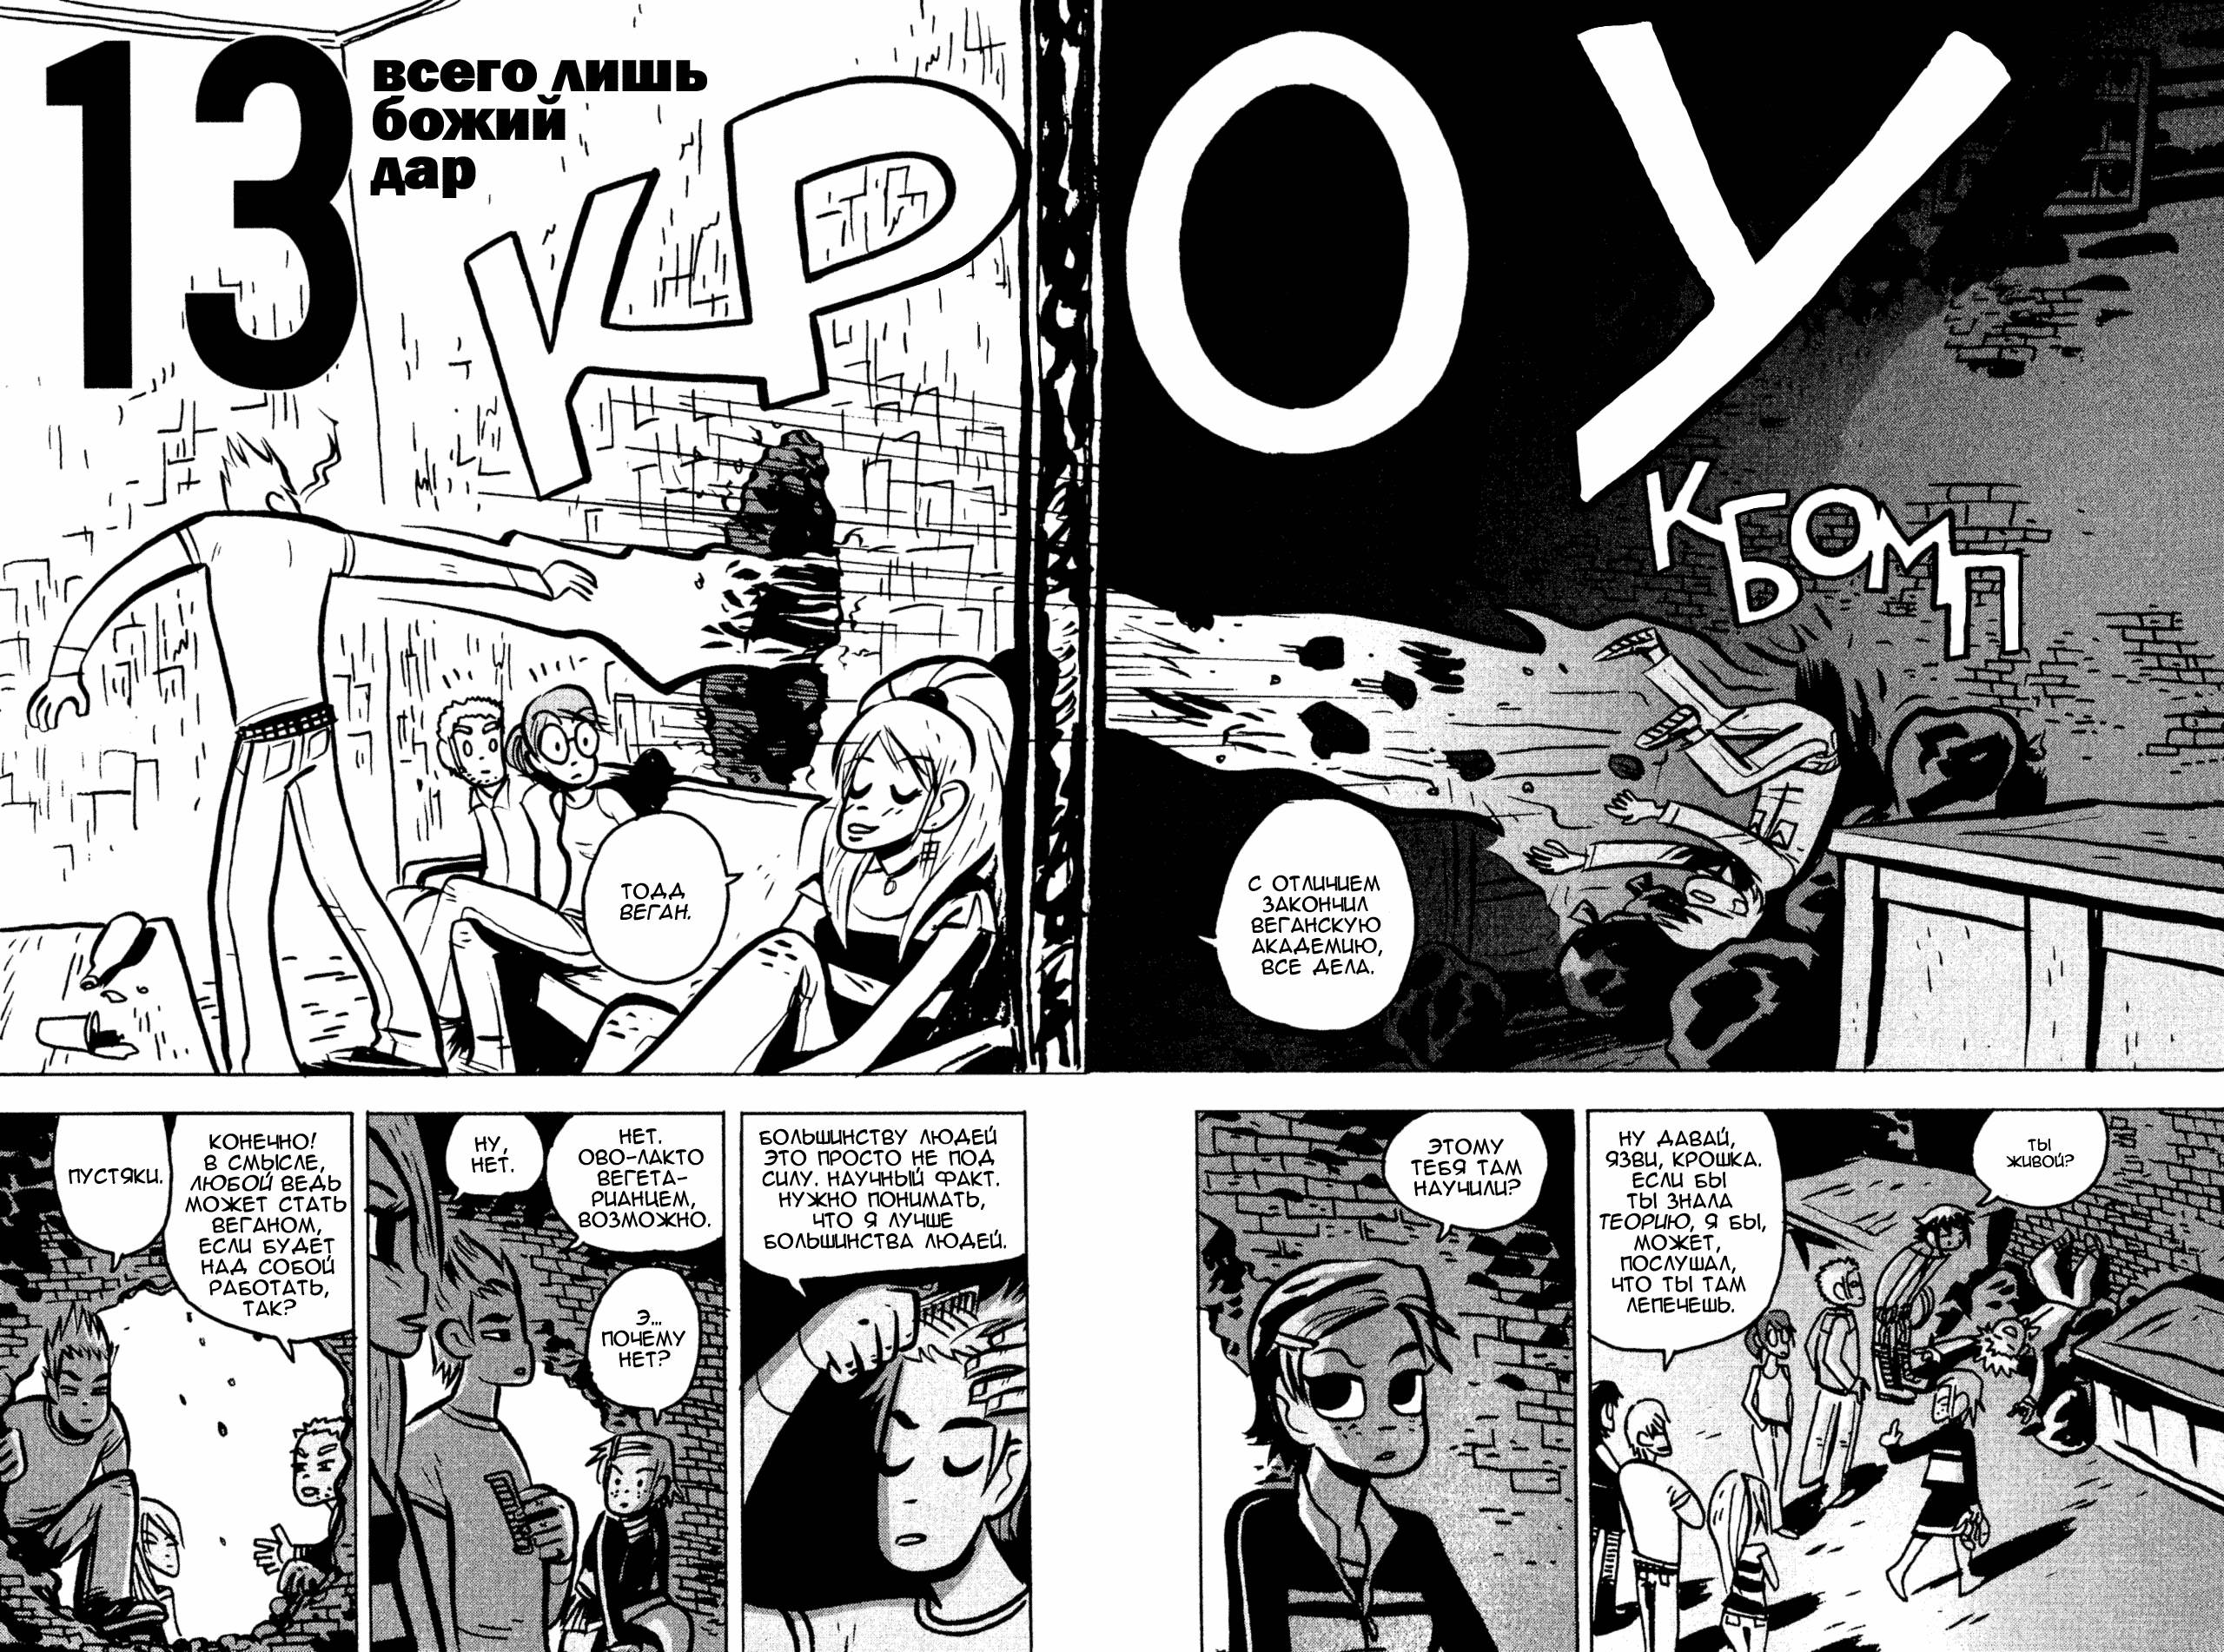 13
всего лишь
божий
дар
КРОУ
КБОМП
ТОДД
ВЕГАН.
С ОТЛИЧИЕМ
ЗАКОНЧИЛ
ВЕГАНСКУЮ
АКАДЕМИЮ,
ВСЕ ДЕЛА.
ПУСТЯКИ.
КОНЕЧНО!
В СМЫСЛЕ,
ЛЮБОЙ ВЕДЬ
МОЖЕТ СТАТЬ
ВЕГАНОМ,
ЕСЛИ БУДЕТ
НАД СОБОЙ
РАБОТАТЬ,
ТАК?
НУ,
НЕТ.
НЕТ.
ОВО-ЛАКТО
ВЕГЕТА-
РИАНЦЕМ,
ВОЗМОЖНО.
Э...
ПОЧЕМУ
НЕТ?
БОЛЬШИНСТВУ ЛЮДЕЙ
ЭТО ПРОСТО НЕ ПОД
СИЛУ. НАУЧНЫЙ ФАКТ.
НУЖНО ПОНИМАТЬ,
ЧТО Я ЛУЧШЕ
БОЛЬШИНСТВА ЛЮДЕЙ.
ЭТОМУ
ТЕБЯ ТАМ
НАУЧИЛИ?
НУ ДАВАЙ,
ЯЗВИ, КРОШКА.
ЕСЛИ БЫ
ТЫ ЗНАЛА
ТЕОРИЮ, Я БЫ,
МОЖЕТ,
ПОСЛУШАЛ,
ЧТО ТЫ ТАМ
ЛЕПЕЧЕШЬ.
ТЫ
ЖИВОЙ?